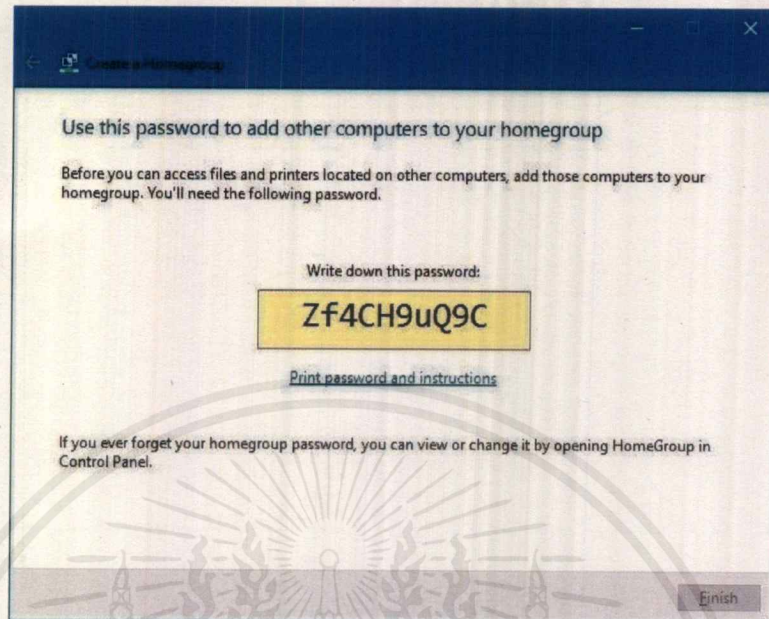 Create a Homegroup
Use this password to add other computers to your homegroup
Before you can access files and printers located on other computers, add those computers to your
homegroup. You'll need the following password.
Write down this password:
Zf4CH9uQ9C
Print password and instructions
If you ever forget your homegroup password, you can view or change it by opening HomeGroup in
Control Panel.
Finish